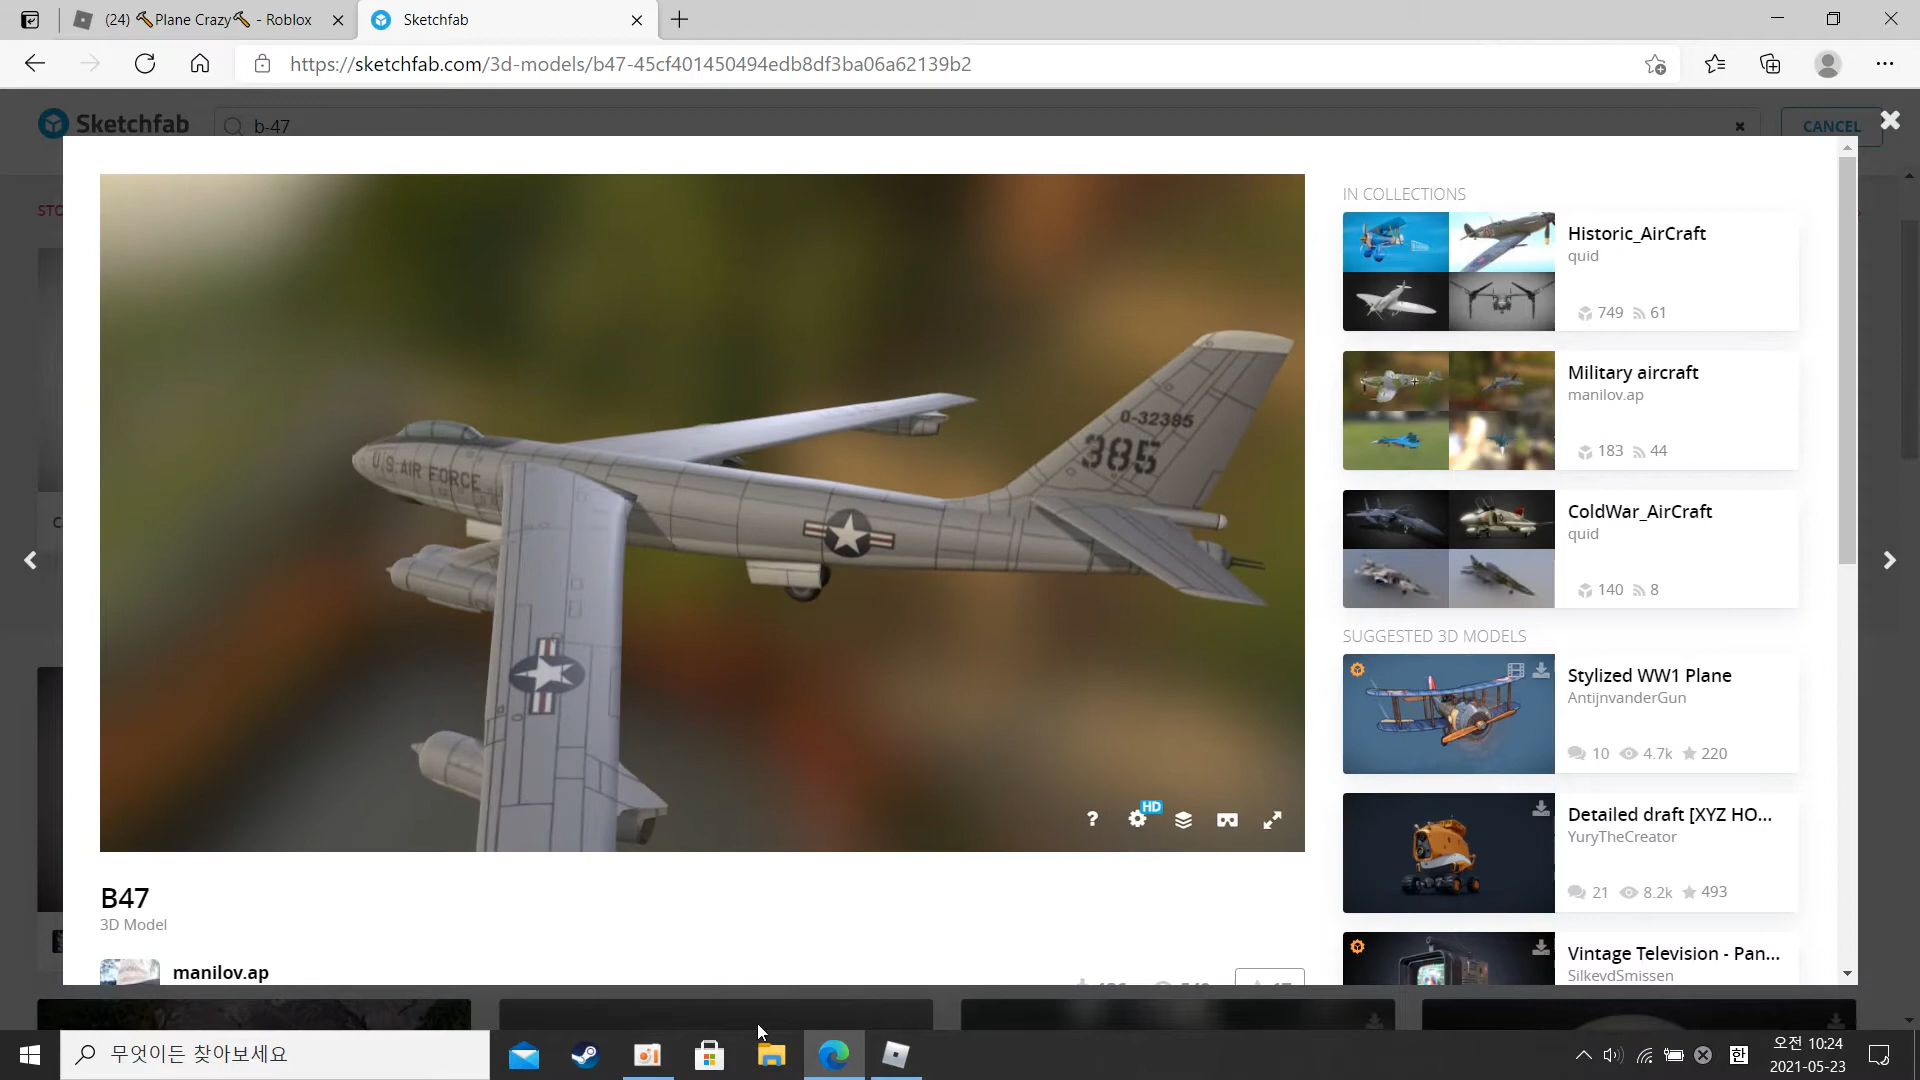 (24) 🔨Plane Crazy🔨 - Roblox
Sketchfab
https://sketchfab.com/3d-models/b47-45cf401450494edb8df3ba06a62139b2
Sketchfab
b-47
CANCEL
STO
IN COLLECTIONS
Historic_AirCraft
quid
749 61
Military aircraft
manilov.ap
183 44
ColdWar_AirCraft
quid
140 8
SUGGESTED 3D MODELS
Stylized WW1 Plane
AntijnvanderGun
10 4.7k 220
Detailed draft [XYZ HO...
YuryTheCreator
21 8.2k 493
Vintage Television - Pan...
SilkevdSmissen
0-32385
385
U.S. AIR FORCE
? HD
B47
3D Model
manilov.ap
무엇이든 찾아보세요
한
오전 10:24
2021-05-23